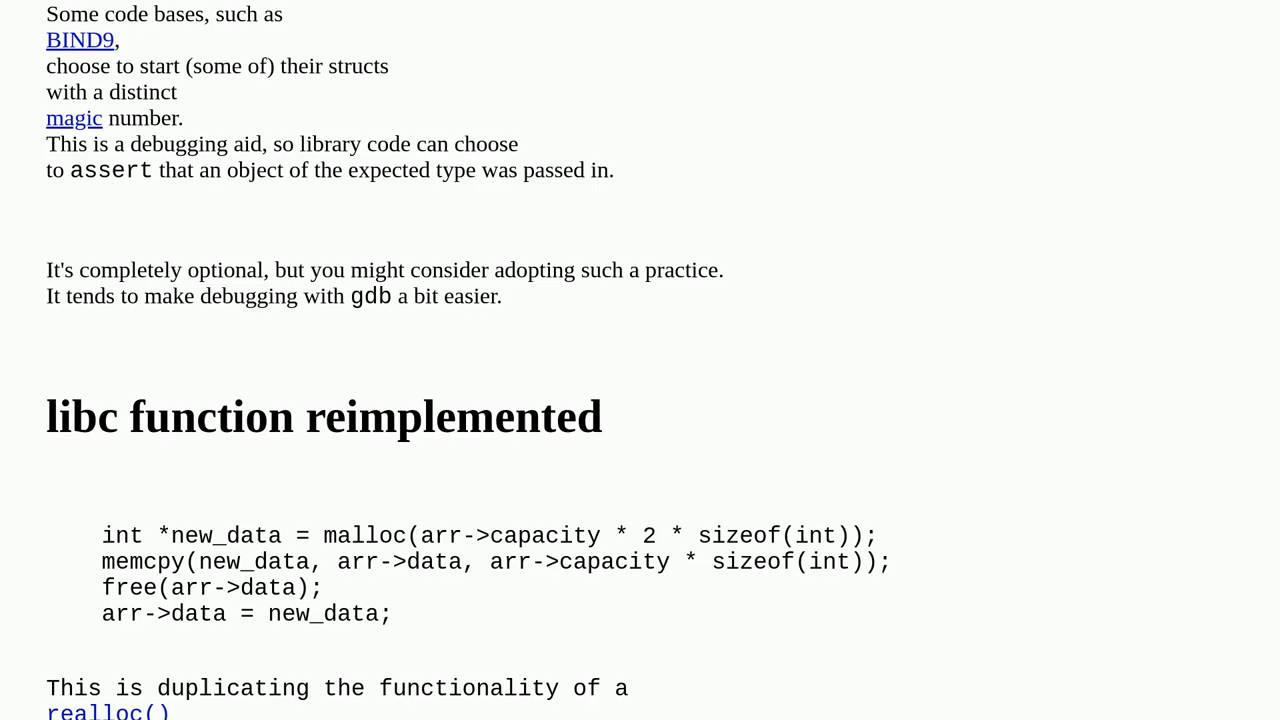 Some code bases, such as
BIND9,
choose to start (some of) their structs
with a distinct
magic number.
This is a debugging aid, so library code can choose
to assert that an object of the expected type was passed in.
It's completely optional, but you might consider adopting such a practice.
It tends to make debugging with gdb a bit easier.
libc function reimplemented
int *new_data = malloc(arr->capacity * 2 * sizeof(int));
memcpy(new_data, arr->data, arr->capacity * sizeof(int));
free(arr->data);
arr->data = new_data;
This is duplicating the functionality of a
realloc()